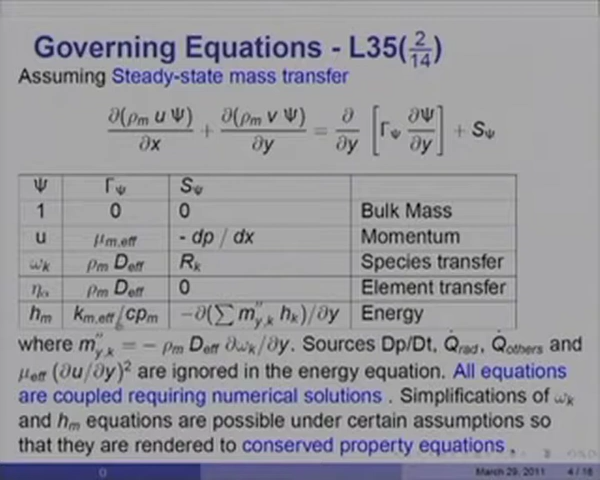 Governing Equations - L35(2/14)
Assuming Steady-state mass transfer
∂(ρm u Ψ)/∂x + ∂(ρm v Ψ)/∂y = ∂/∂y [ΓΨ ∂Ψ/∂y] + SΨ
Ψ ΓΨ SΨ
1 0 0 Bulk Mass
u μm,eff - dp / dx Momentum
ωk ρm Deff Rk Species transfer
ηα ρm Deff 0 Element transfer
hm km,eff/cpm −∂(∑ m″y,k hk)/∂y Energy
where m″y,k = − ρm Deff ∂ωk/∂y. Sources Dp/Dt, Q̇rad, Q̇others and
μeff (∂u/∂y)² are ignored in the energy equation. All equations
are coupled requiring numerical solutions . Simplifications of ωk
and hm equations are possible under certain assumptions so
that they are rendered to conserved property equations .
() March 29, 2011 4 / 16